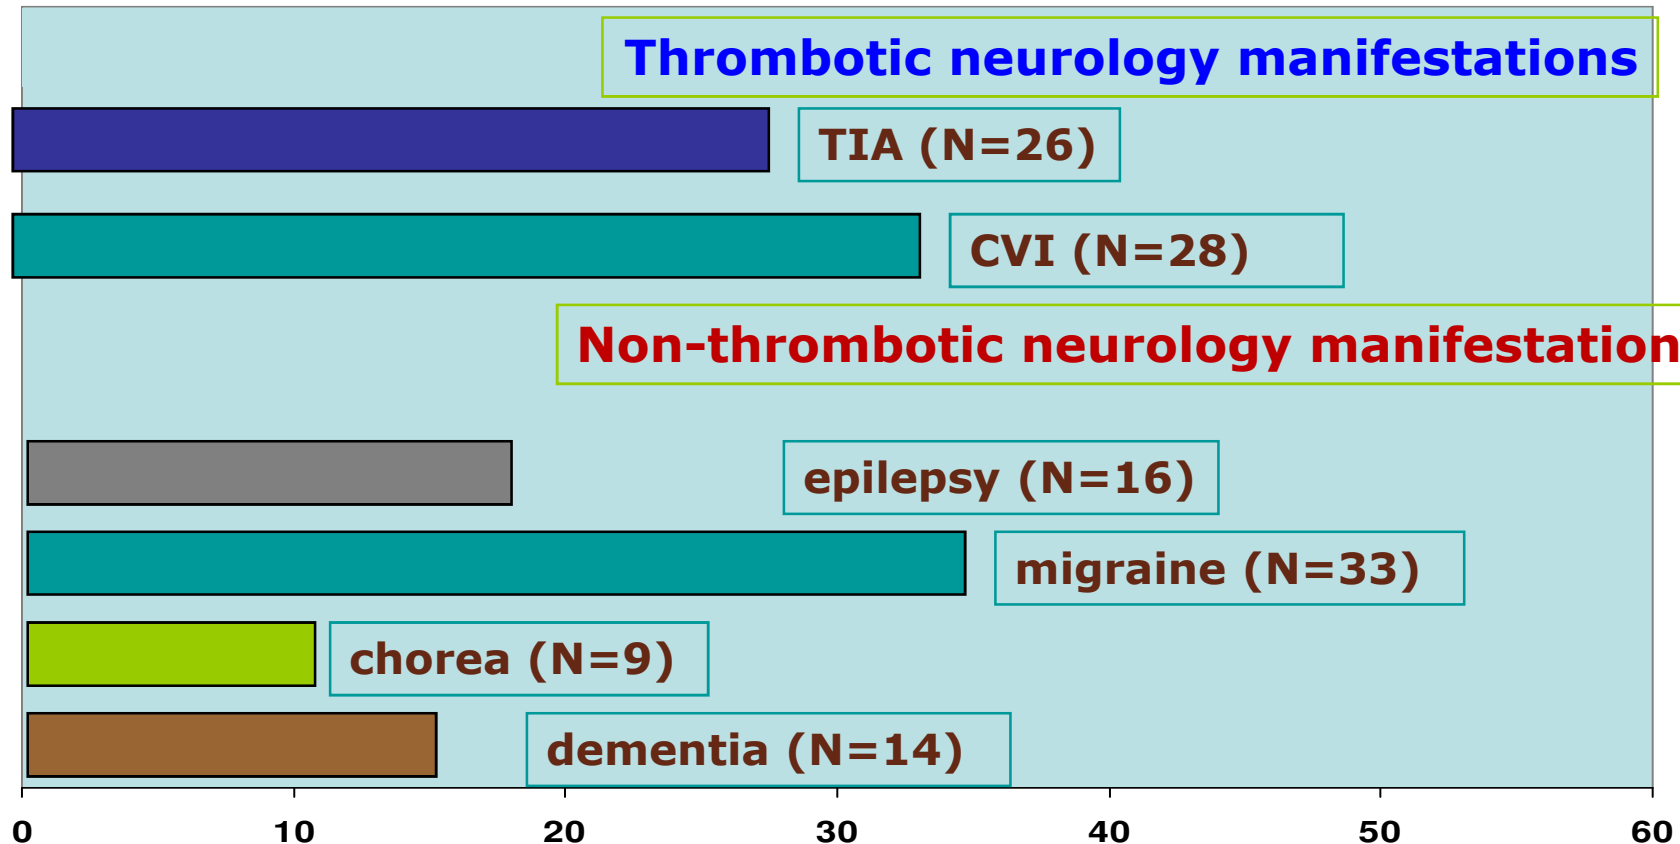 Thrombotic neurology manifestations
TIA (N=26)
CVI (N=28)
Non-thrombotic neurology manifestation
epilepsy (N=16)
migraine (N=33)
chorea (N=9)
dementia (N=14)
0 10 20 30 40 50 60